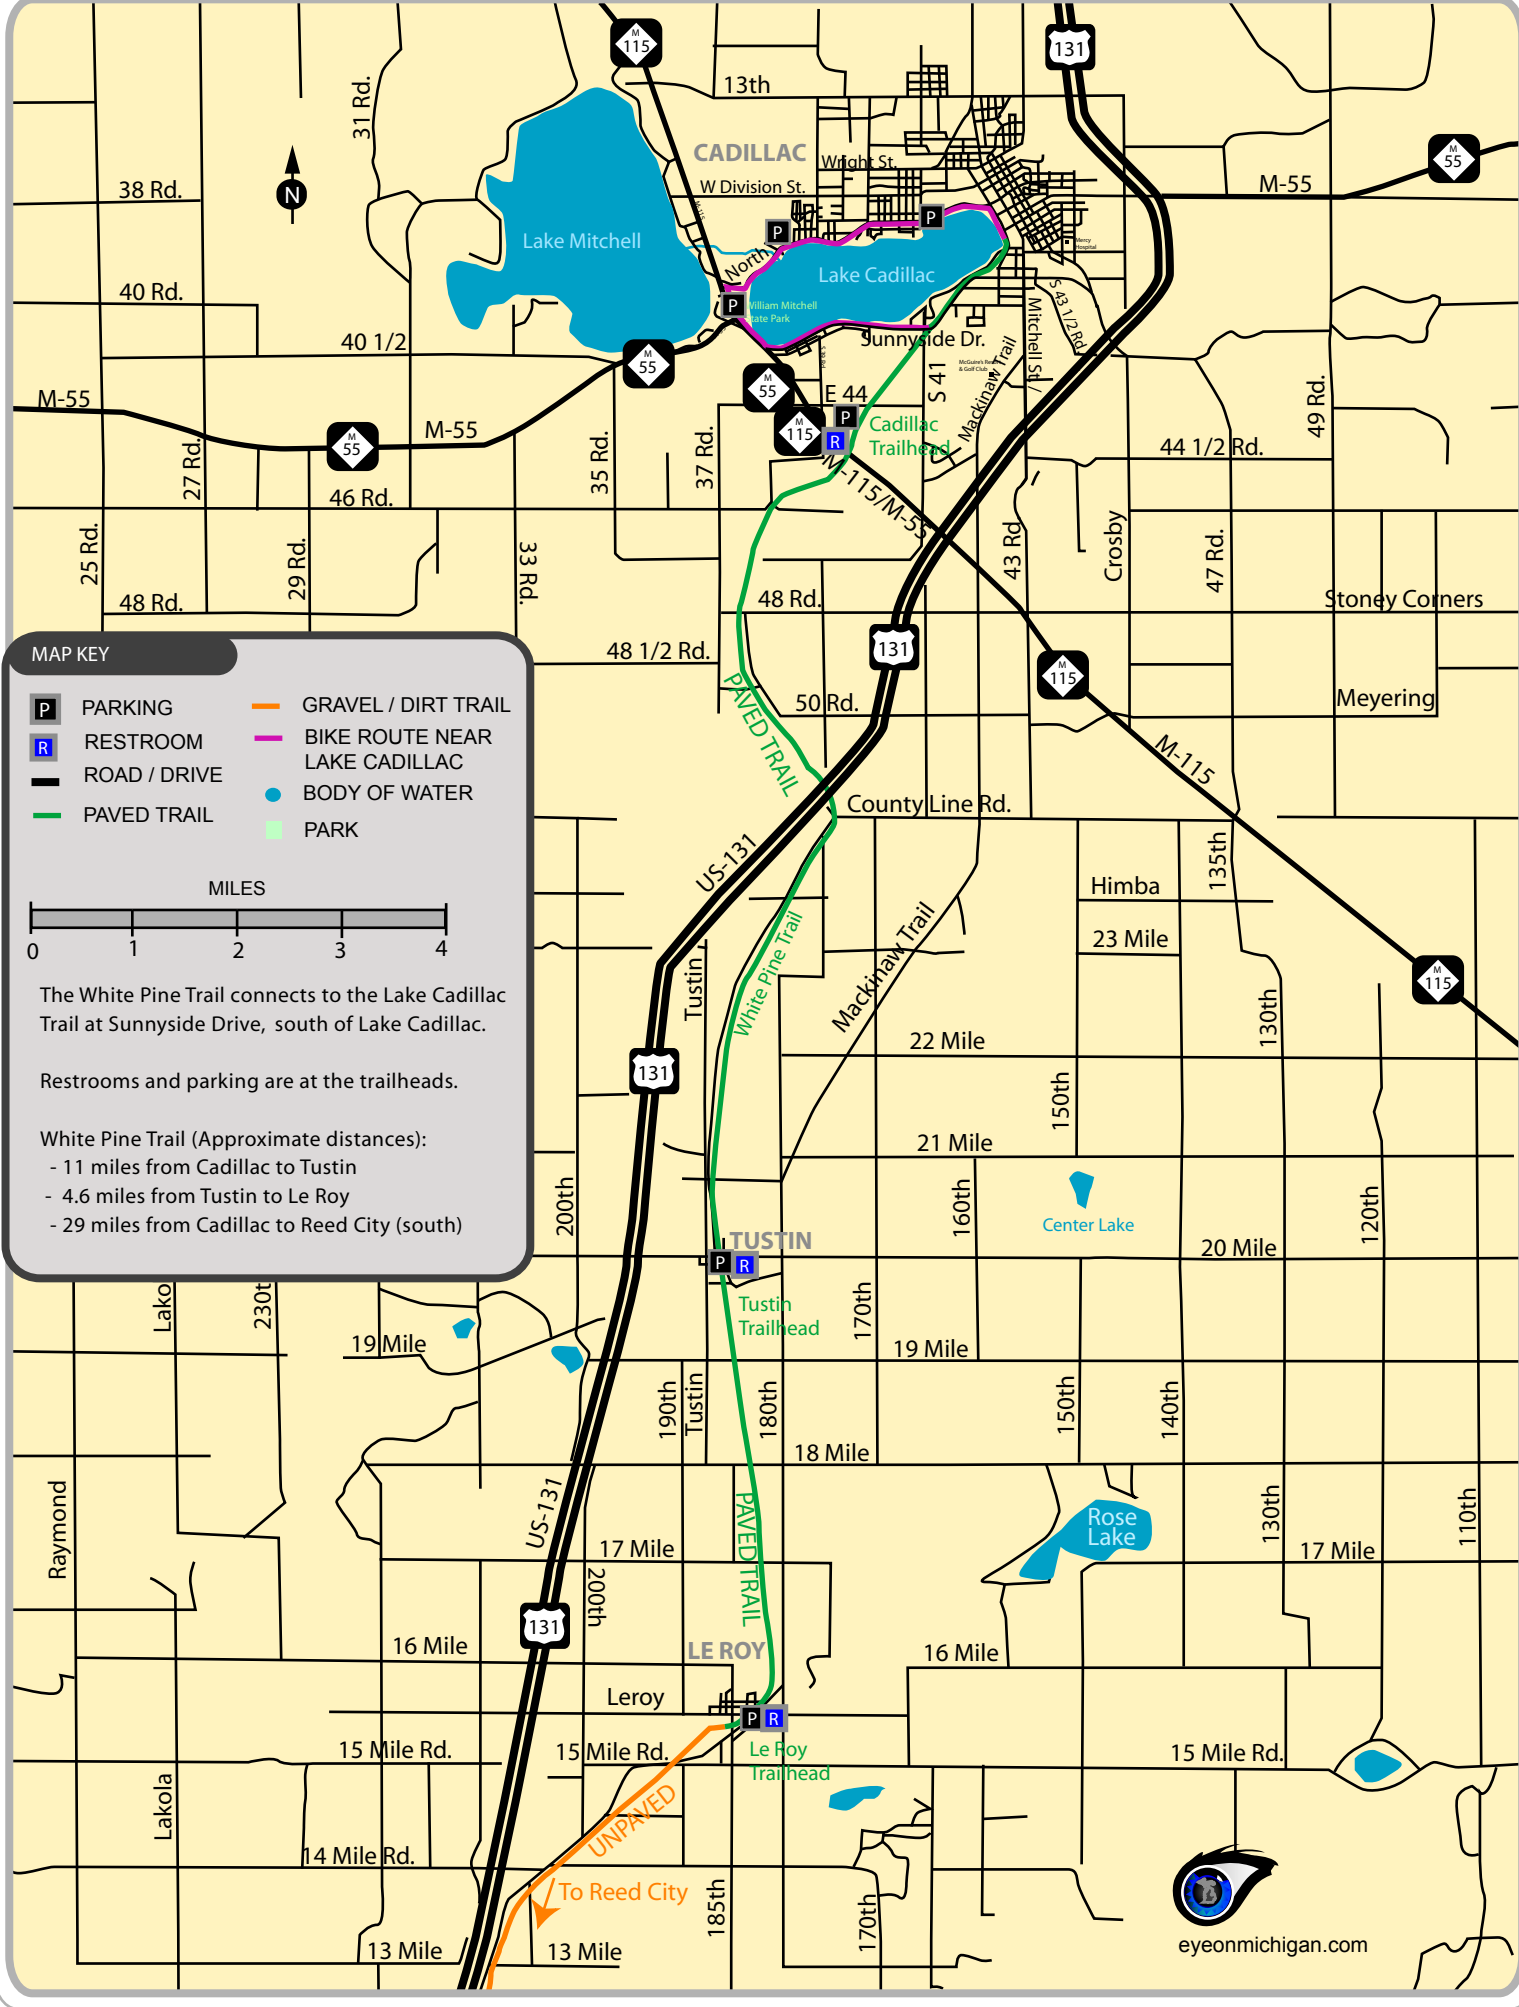 M
115
131
13th
31 Rd.
CADILLAC
Wright St.
M
55
W Division St.
M-55
38 Rd.
N
M-115
P
P
Mercy
Hospital
Lake Mitchell
North
Lake Cadillac
40 Rd.
P
William Mitchell
State Park
S 43 1/2 Rd.
Mitchell St. /
40 1/2
Sunnyside Dr.
M
55
McGuire's
& Golf Club
M
55
S 41
Mackinaw Trail
M-55
E 44
P
49 Rd.
M
115
R
Cadillac
Trailhead
M-55
M
55
44 1/2 Rd.
27 Rd.
35 Rd.
37 Rd.
M-115/M-55
46 Rd.
25 Rd.
29 Rd.
33 Rd.
43 Rd
Crosby
47 Rd.
48 Rd.
48 Rd.
Stoney Corners
131
48 1/2 Rd.
M
115
PAVED TRAIL
50 Rd.
Meyering
M-115
County Line Rd.
MAP KEY
P PARKING
R RESTROOM
ROAD / DRIVE
PAVED TRAIL
GRAVEL / DIRT TRAIL
BIKE ROUTE NEAR
LAKE CADILLAC
BODY OF WATER
PARK
MILES
0 1 2 3 4
The White Pine Trail connects to the Lake Cadillac
Trail at Sunnyside Drive, south of Lake Cadillac.
Restrooms and parking are at the trailheads.
White Pine Trail (Approximate distances):
- 11 miles from Cadillac to Tustin
- 4.6 miles from Tustin to Le Roy
- 29 miles from Cadillac to Reed City (south)
US-131
135th
Himba
23 Mile
Mackinaw Trail
White Pine Trail
Tustin
M
115
130th
22 Mile
131
150th
21 Mile
200th
160th
120th
Center Lake
TUSTIN
20 Mile
P
R
Lako
230t
Tustin
Trailhead
170th
19 Mile
19 Mile
190th
Tustin
180th
150th
140th
18 Mile
US-131
Raymond
PAVED TRAIL
Rose
Lake
130th
110th
17 Mile
17 Mile
200th
131
16 Mile
LE ROY
16 Mile
Leroy
P
R
15 Mile Rd.
15 Mile Rd.
Le Roy
Trailhead
15 Mile Rd.
Lakola
UNPAVED
14 Mile Rd.
To Reed City
185th
170th
13 Mile
13 Mile
eyeonmichigan.com